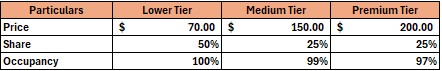 Particulars Lower Tier Medium Tier Premium Tier
Price $ 70.00 $ 150.00 $ 200.00
Share 50% 25% 25%
Occupancy 100% 99% 97%